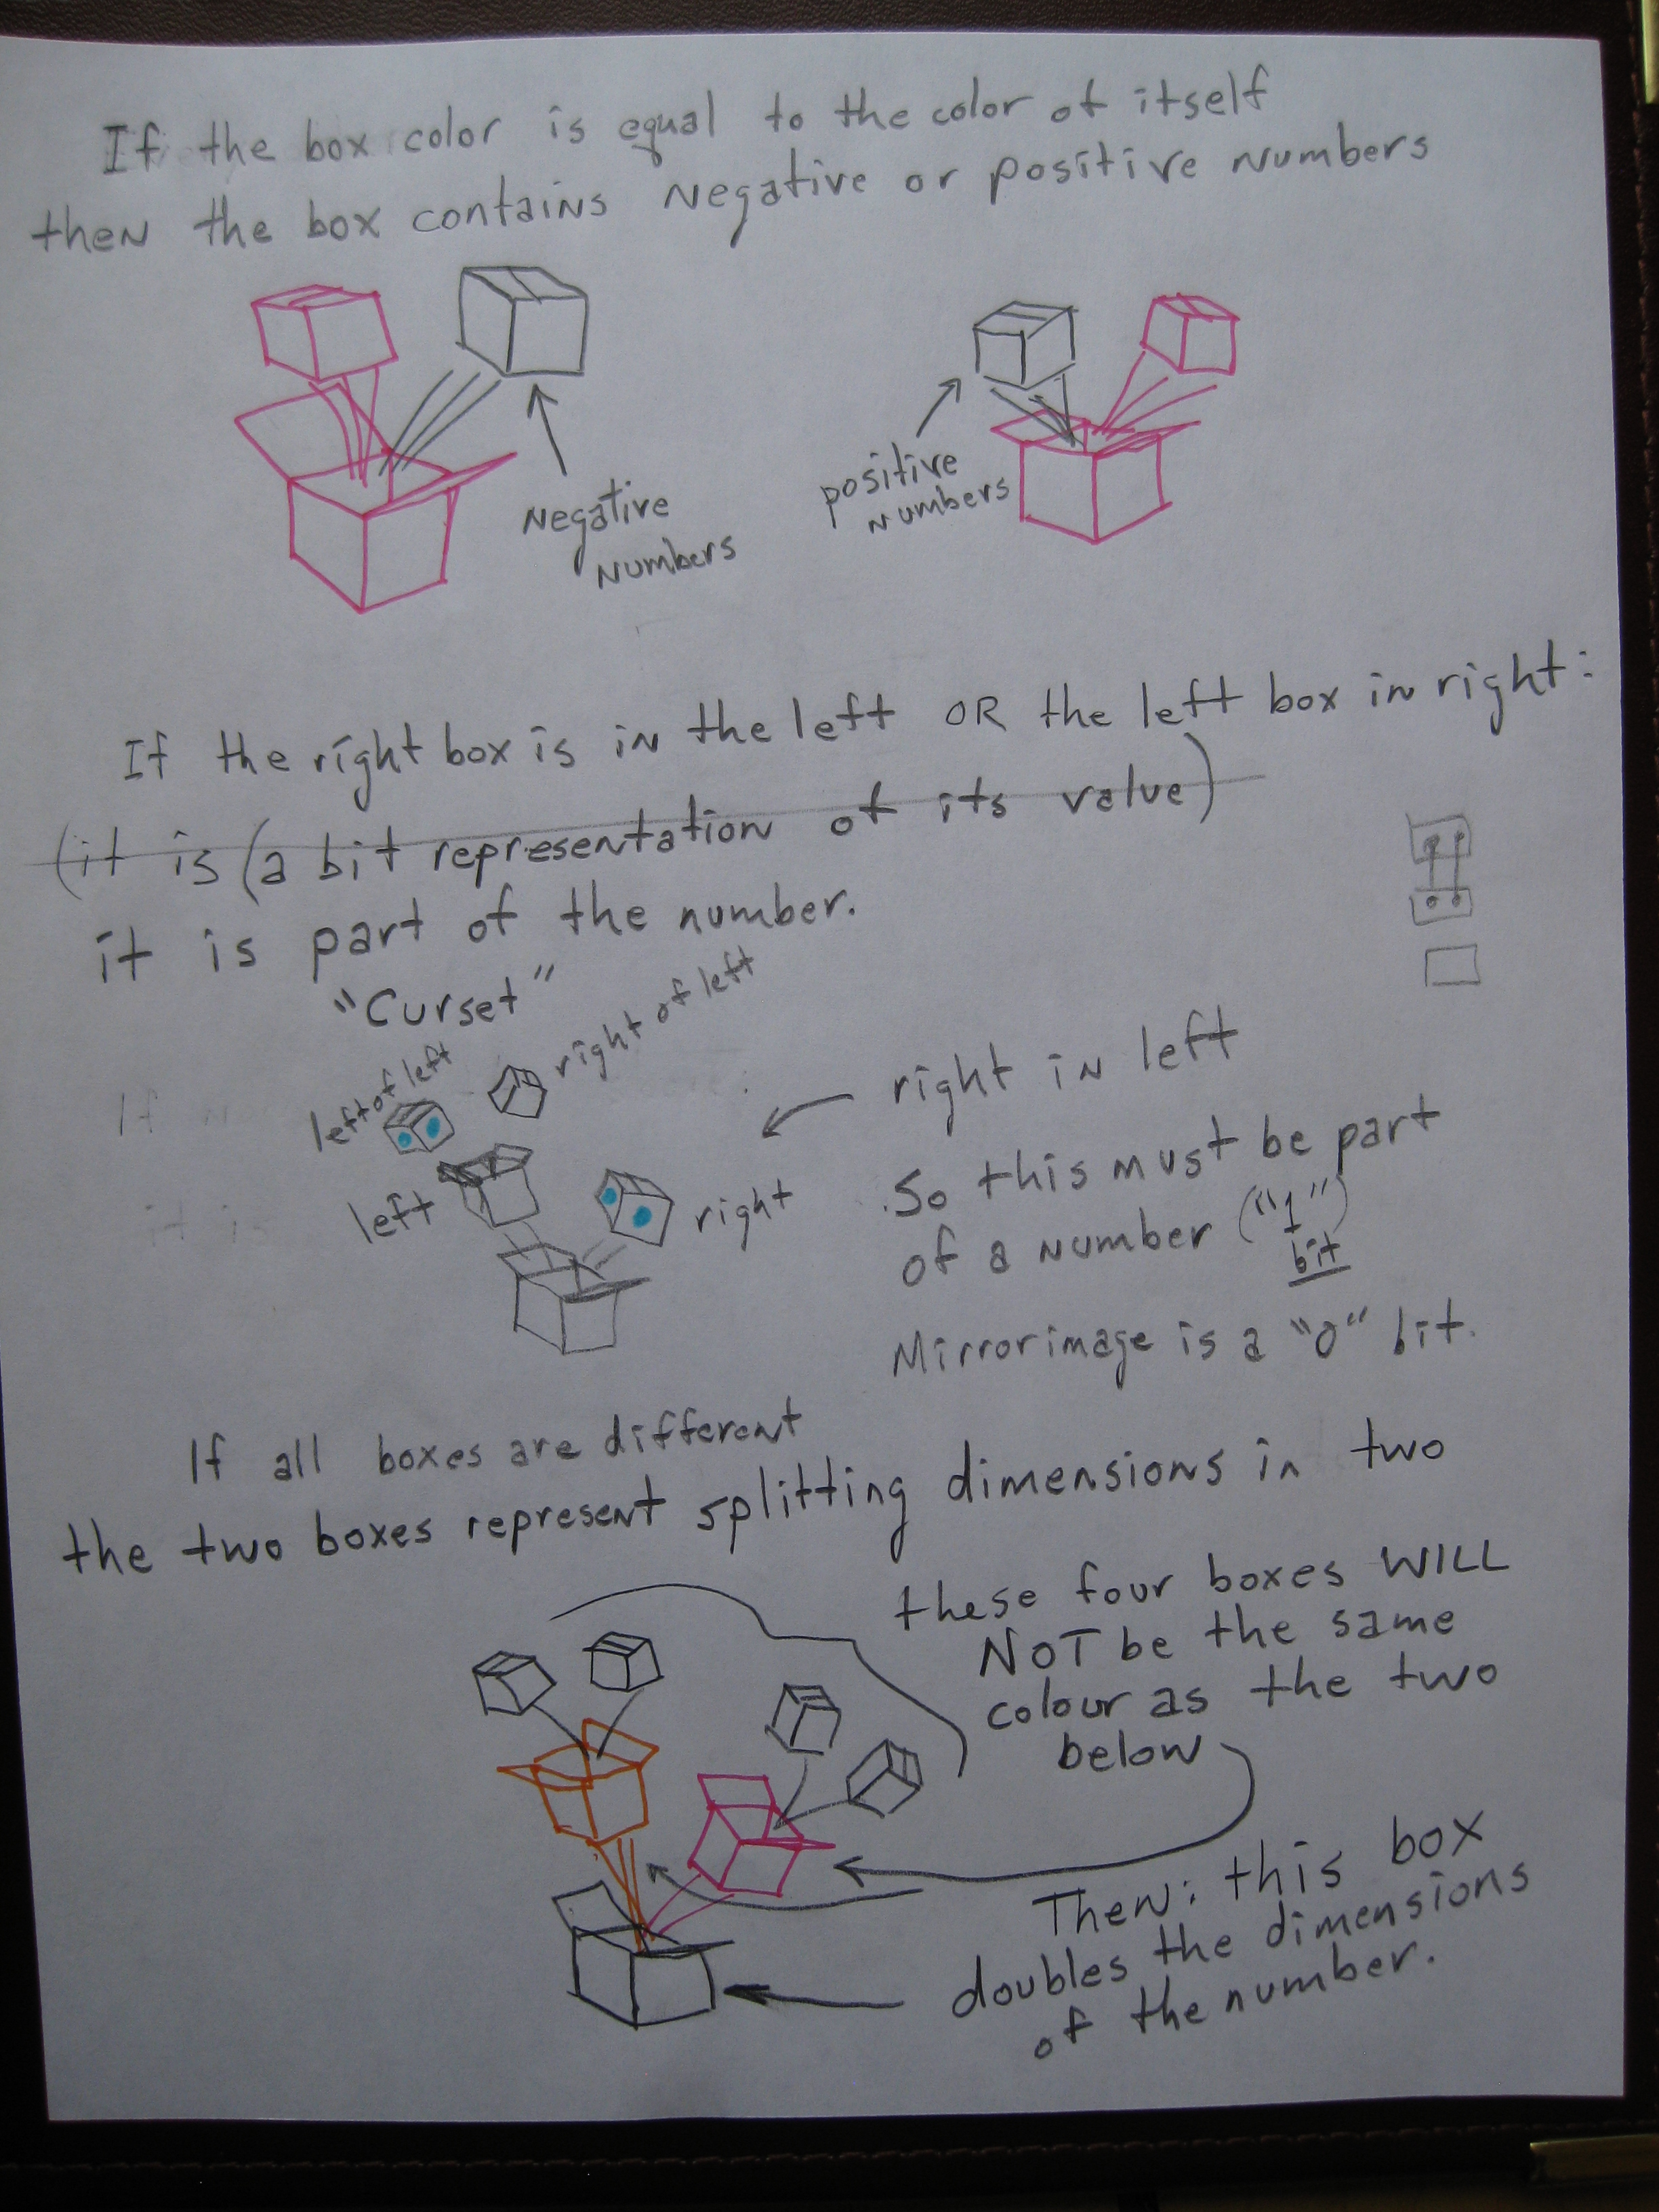 If the box color is equal to the color of itself
then the box contains negative or positive numbers
Negative
numbers
positive
numbers
If the right box is in the left OR the left box in right:
(it is (a bit representation of its value)
it is part of the number.
"Curset"
left of left
right of left
left
right
right in left
So this must be part
of a number ("1")
bit
Mirror image is a "0" bit.
If all boxes are different
the two boxes represent splitting dimensions in two
these four boxes WILL
NOT be the same
colour as the two
below
Then: this box
doubles the dimensions
of the number.